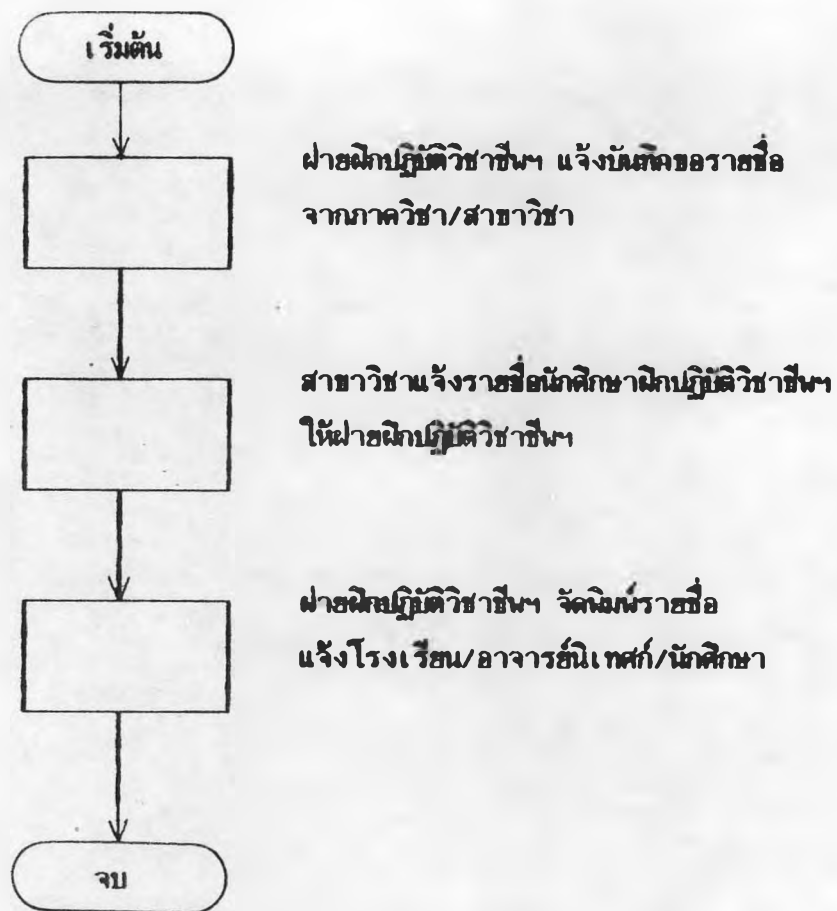 เริ่มต้น
ฝ่ายฝึกปฏิบัติวิชาชีพฯ แจ้งบันทึกขอรายชื่อ
จากภาควิชา/สาขาวิชา
สาขาวิชาแจ้งรายชื่อนักศึกษาฝึกปฏิบัติวิชาชีพฯ
ให้ฝ่ายฝึกปฏิบัติวิชาชีพฯ
ฝ่ายฝึกปฏิบัติวิชาชีพฯ จัดพิมพ์รายชื่อ
แจ้งโรงเรียน/อาจารย์นิเทศก์/นักศึกษา
จบ